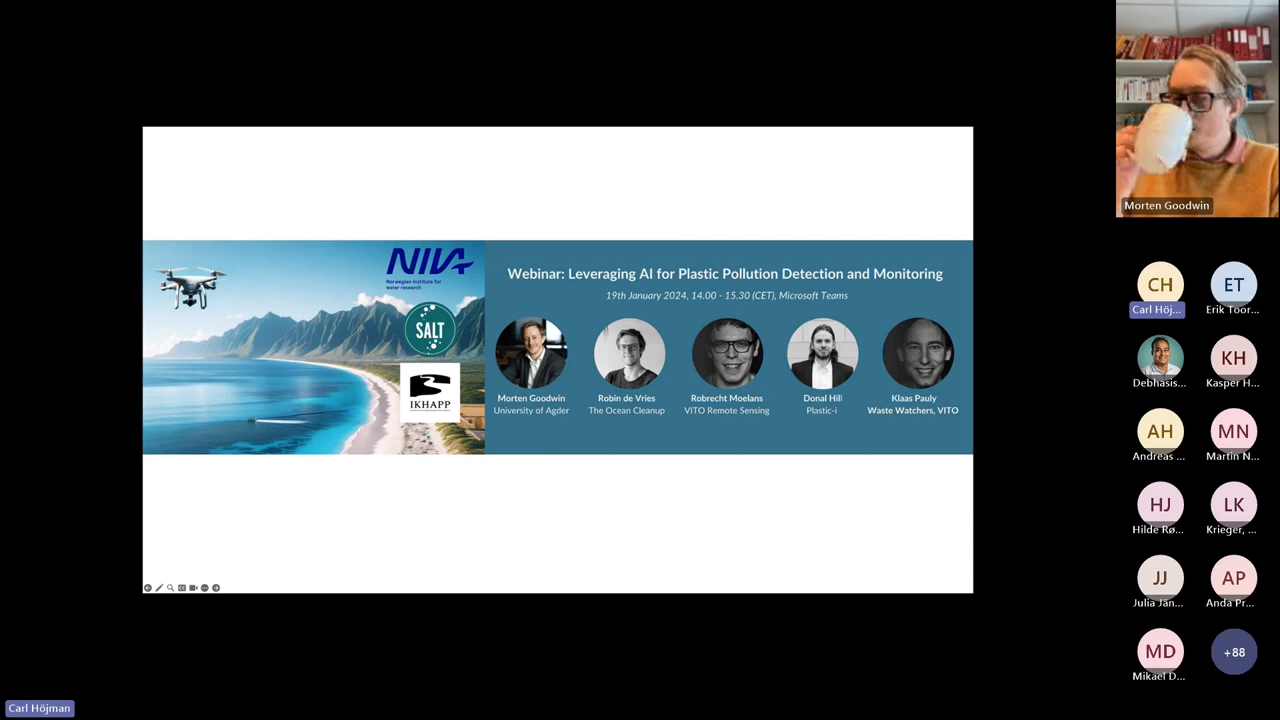 NIVA
Norwegian Institute for
water research
SALT
IKHAPP
Webinar: Leveraging AI for Plastic Pollution Detection and Monitoring
19th January 2024, 14.00 - 15.30 (CET), Microsoft Teams
Morten Goodwin
University of Agder
Robin de Vries
The Ocean Cleanup
Robrecht Moelans
VITO Remote Sensing
Donal Hill
Plastic-i
Klaas Pauly
Waste Watchers, VITO
Morten Goodwin
CH
Carl Höj...
ET
Erik Toor...
Debhasis...
KH
Kasper H...
AH
Andreas ...
MN
Martin N...
HJ
Hilde Rø...
LK
Krieger, ...
JJ
Julia Jän...
AP
Anda Pr...
MD
Mikael D...
+88
Carl Höjman